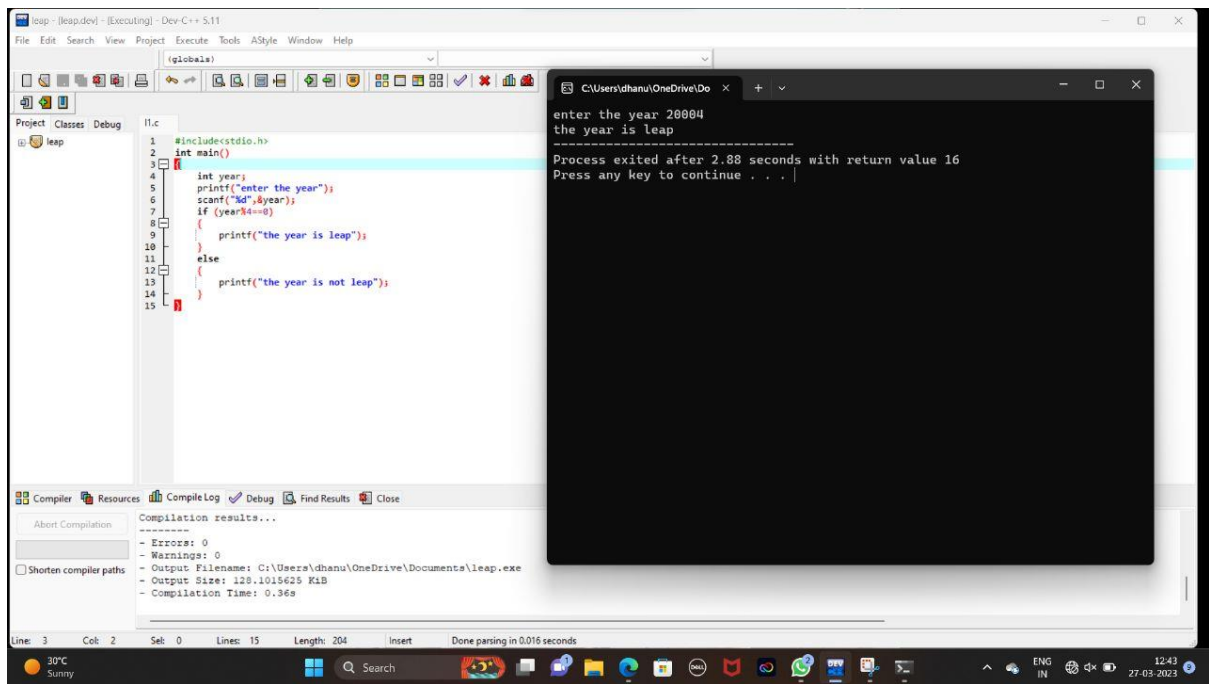 leap - [leap.dev] - [Executing] - Dev-C++ 5.11
File Edit Search View Project Execute Tools AStyle Window Help
(globals)
Project Classes Debug
l1.c
leap
1 #include<stdio.h>
2 int main()
3 {
4 int year;
5 printf("enter the year");
6 scanf("%d",&year);
7 if (year%4==0)
8 {
9 printf("the year is leap");
10 }
11 else
12 {
13 printf("the year is not leap");
14 }
15 }
C:\Users\dhanu\OneDrive\Do
enter the year 20004
the year is leap
--------------------------------
Process exited after 2.88 seconds with return value 16
Press any key to continue . . .
Compiler Resources Compile Log Debug Find Results Close
Abort Compilation
Shorten compiler paths
Compilation results...
--------
- Errors: 0
- Warnings: 0
- Output Filename: C:\Users\dhanu\OneDrive\Documents\leap.exe
- Output Size: 128.1015625 KiB
- Compilation Time: 0.36s
Line: 3 Col: 2 Sel: 0 Lines: 15 Length: 204 Insert Done parsing in 0.016 seconds
30°C
Sunny
Search
DELL
DEV
ENG
IN
12:43
27-03-2023
9